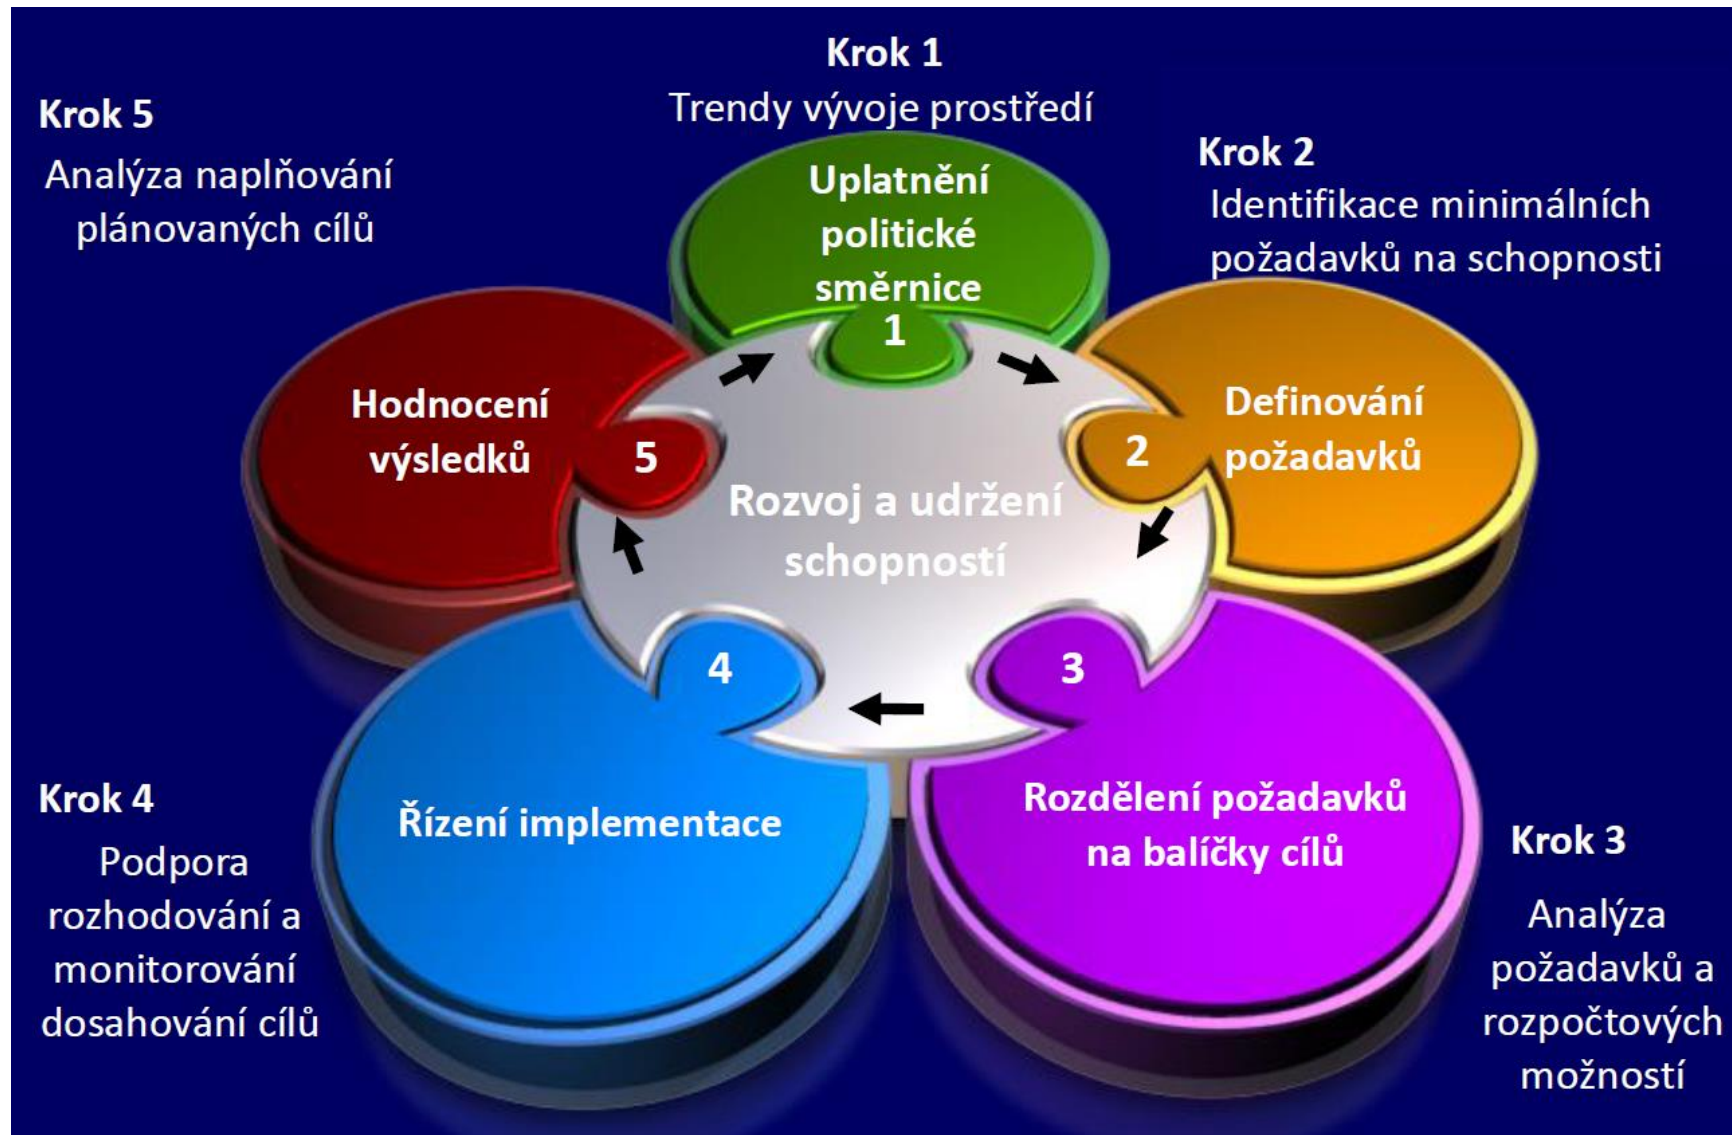 Krok 1
Trendy vývoje prostředí
Uplatnění
politické
směrnice
1
Krok 2
Identifikace minimálních
požadavků na schopnosti
Definování
požadavků
2
Krok 3
Analýza
požadavků a
rozpočtových
možností
Rozdělení požadavků
na balíčky cílů
3
Krok 4
Podpora
rozhodování a
monitorování
dosahování cílů
Řízení implementace
4
Krok 5
Analýza naplňování
plánovaných cílů
Hodnocení
výsledků
5
Rozvoj a udržení
schopností